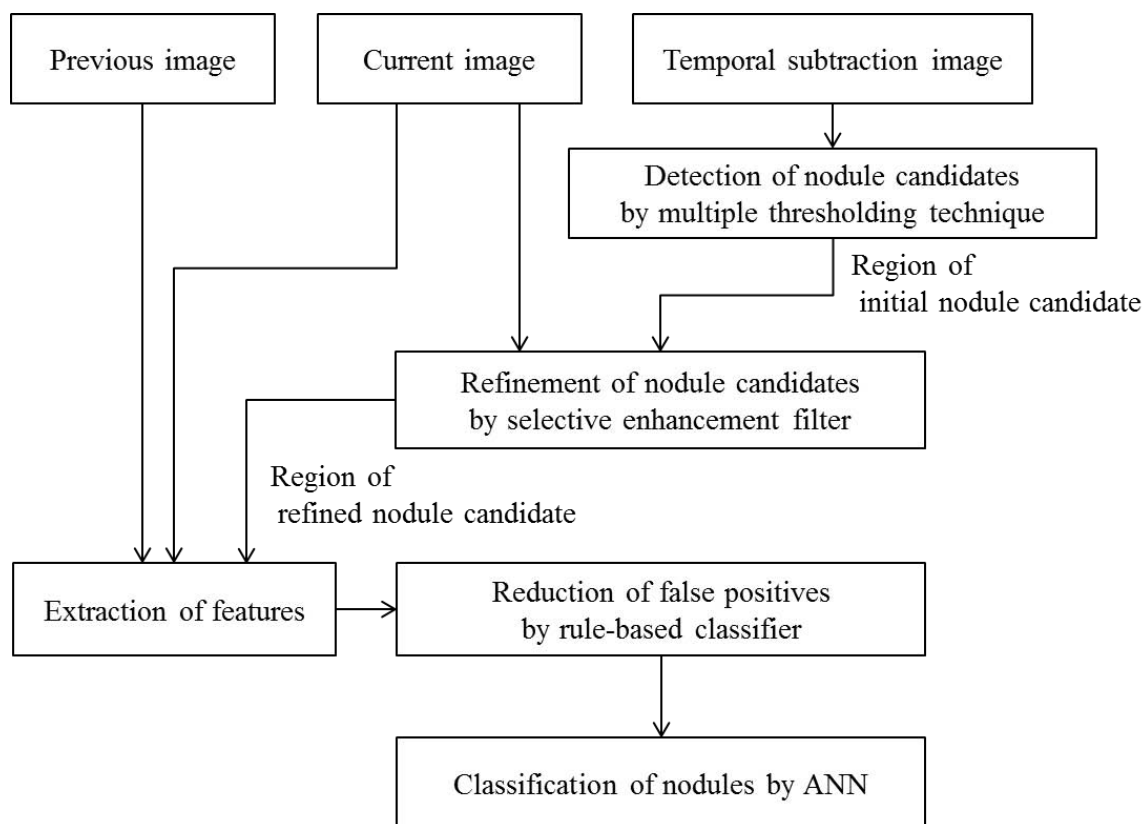 Previous image
Current image
Temporal subtraction image
Detection of nodule candidates
by multiple thresholding technique
Region of
initial nodule candidate
Refinement of nodule candidates
by selective enhancement filter
Region of
refined nodule candidate
Extraction of features
Reduction of false positives
by rule-based classifier
Classification of nodules by ANN